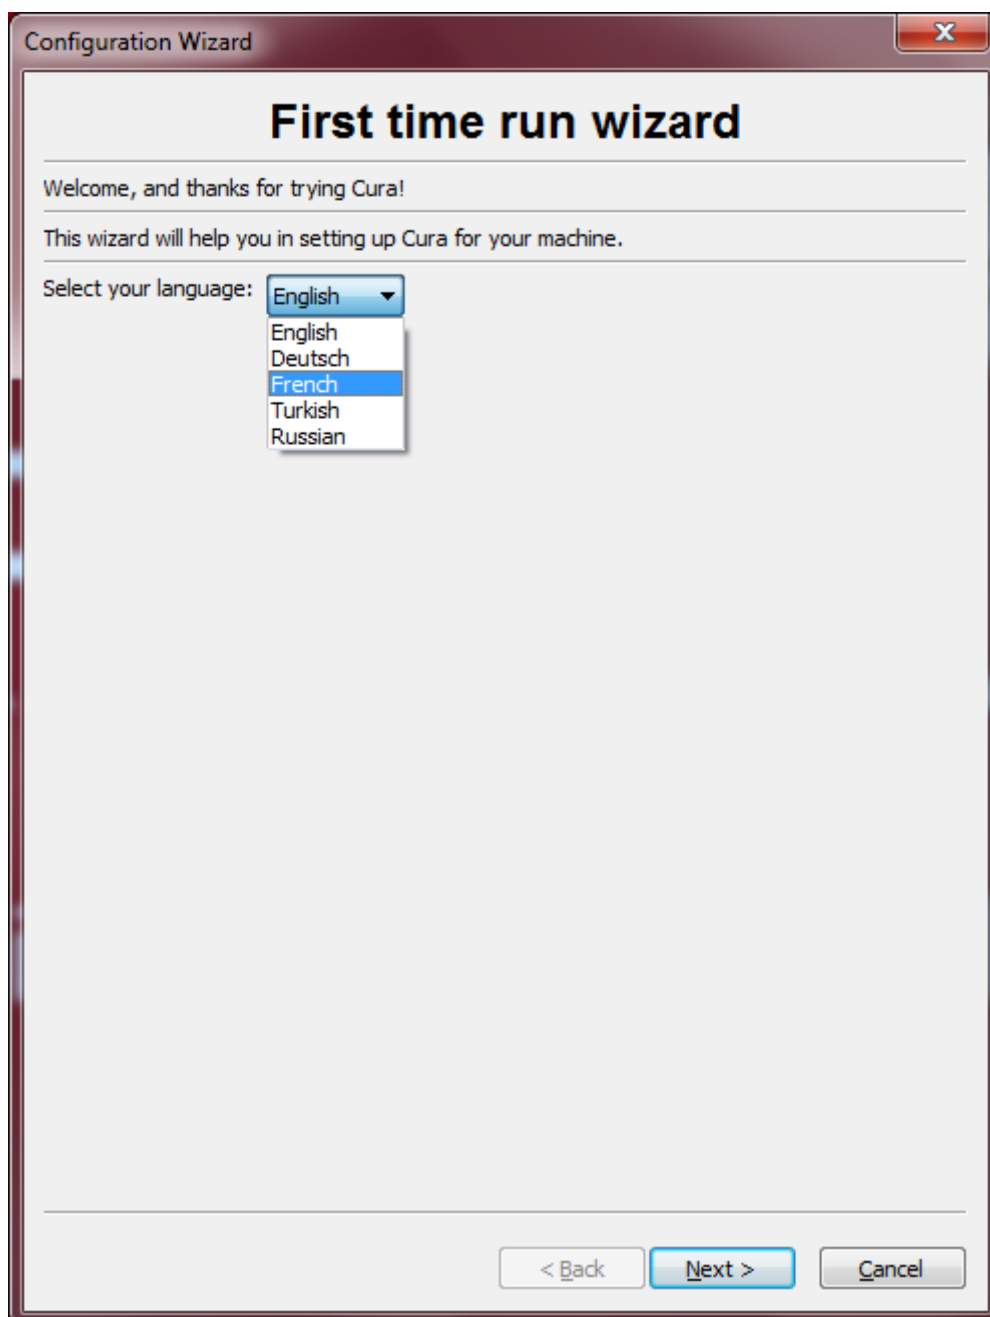 Configuration Wizard
First time run wizard
Welcome, and thanks for trying Cura!
This wizard will help you in setting up Cura for your machine.
Select your language: English
English
Deutsch
French
Turkish
Russian
< Back Next > Cancel